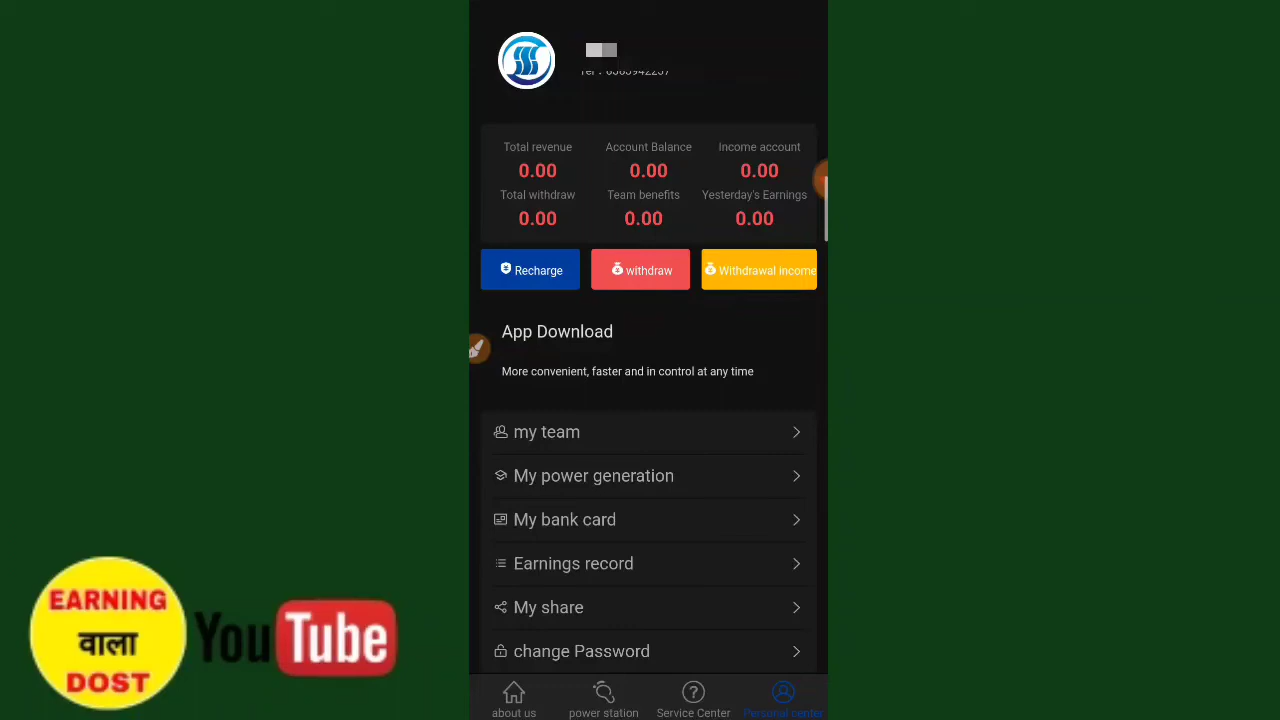 Total revenue Account Balance Income account
0.00 0.00 0.00
Total withdraw Team benefits Yesterday's Earnings
0.00 0.00 0.00
Recharge withdraw Withdrawal income
App Download
More convenient, faster and in control at any time
my team
My power generation
My bank card
Earnings record
My share
change Password
about us power station Service Center Personal center
EARNING
वाला
DOST
YouTube